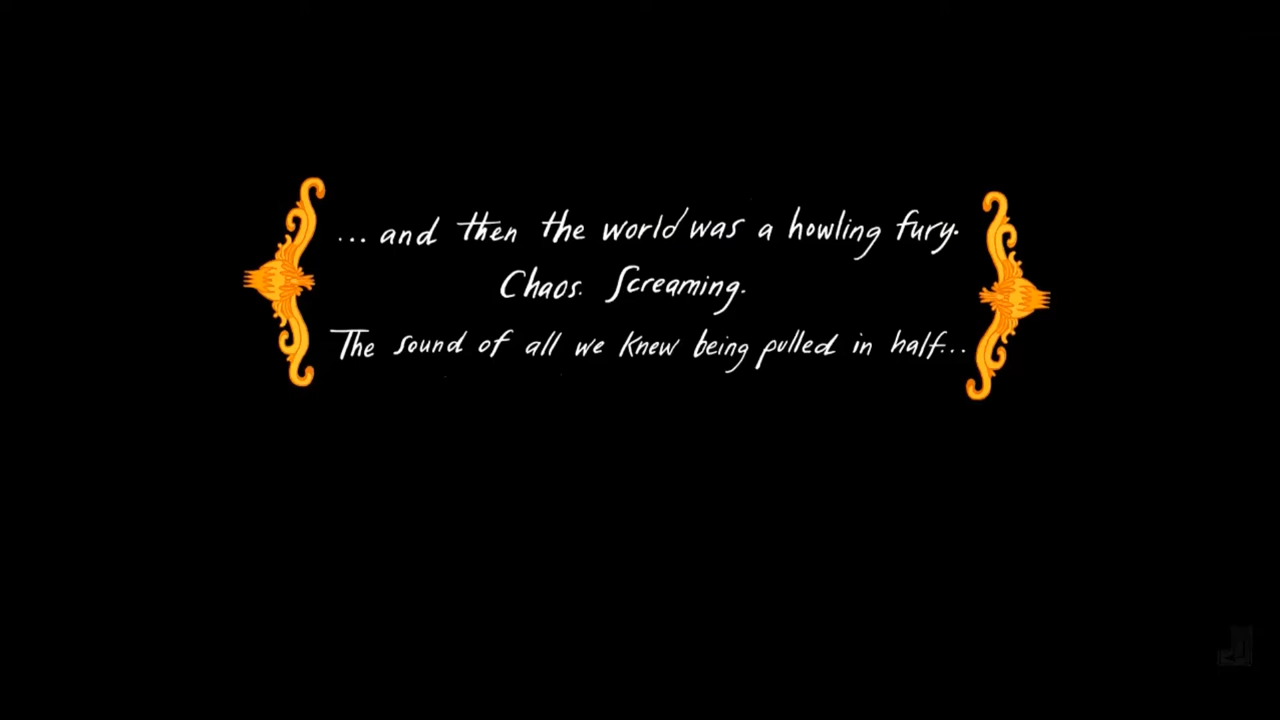 ...and then the world was a howling fury.
Chaos. Screaming.
The sound of all we knew being pulled in half...